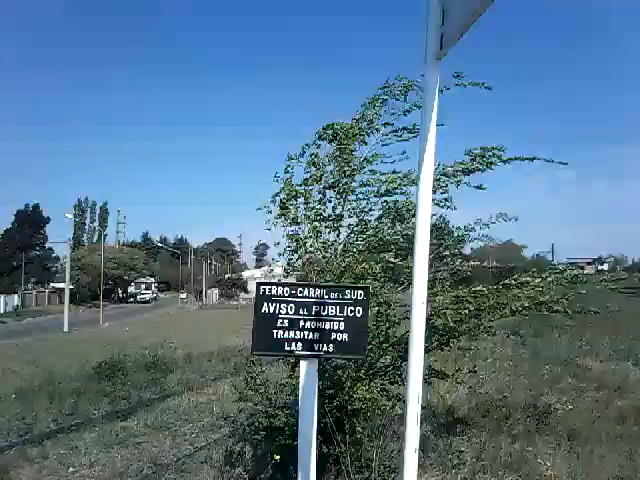 FERRO-CARRIL DEL SUD.
AVISO AL PUBLICO
ES PROHIBIDO
TRANSITAR POR
LAS VIAS